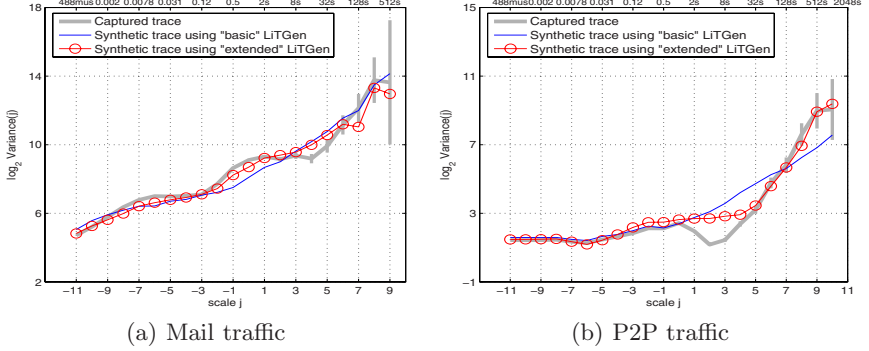 488mus 0.002 0.0078 0.031 0.12 0.5 2s 8s 32s 128s 512s
18
14
10
6
2
log2 Variance(j)
Captured trace
Synthetic trace using "basic" LiTGen
Synthetic trace using "extended" LiTGen
−11 −9 −7 −5 −3 −1 1 3 5 7 9
scale j
(a) Mail traffic
488mus 0.002 0.0078 0.031 0.12 0.5 2s 8s 32s 128s 512s 2048s
15
11
7
3
−1
log2 Variance(j)
Captured trace
Synthetic trace using "basic" LiTGen
Synthetic trace using "extended" LiTGen
−11 −9 −7 −5 −3 −1 1 3 5 7 9 11
scale j
(b) P2P traffic